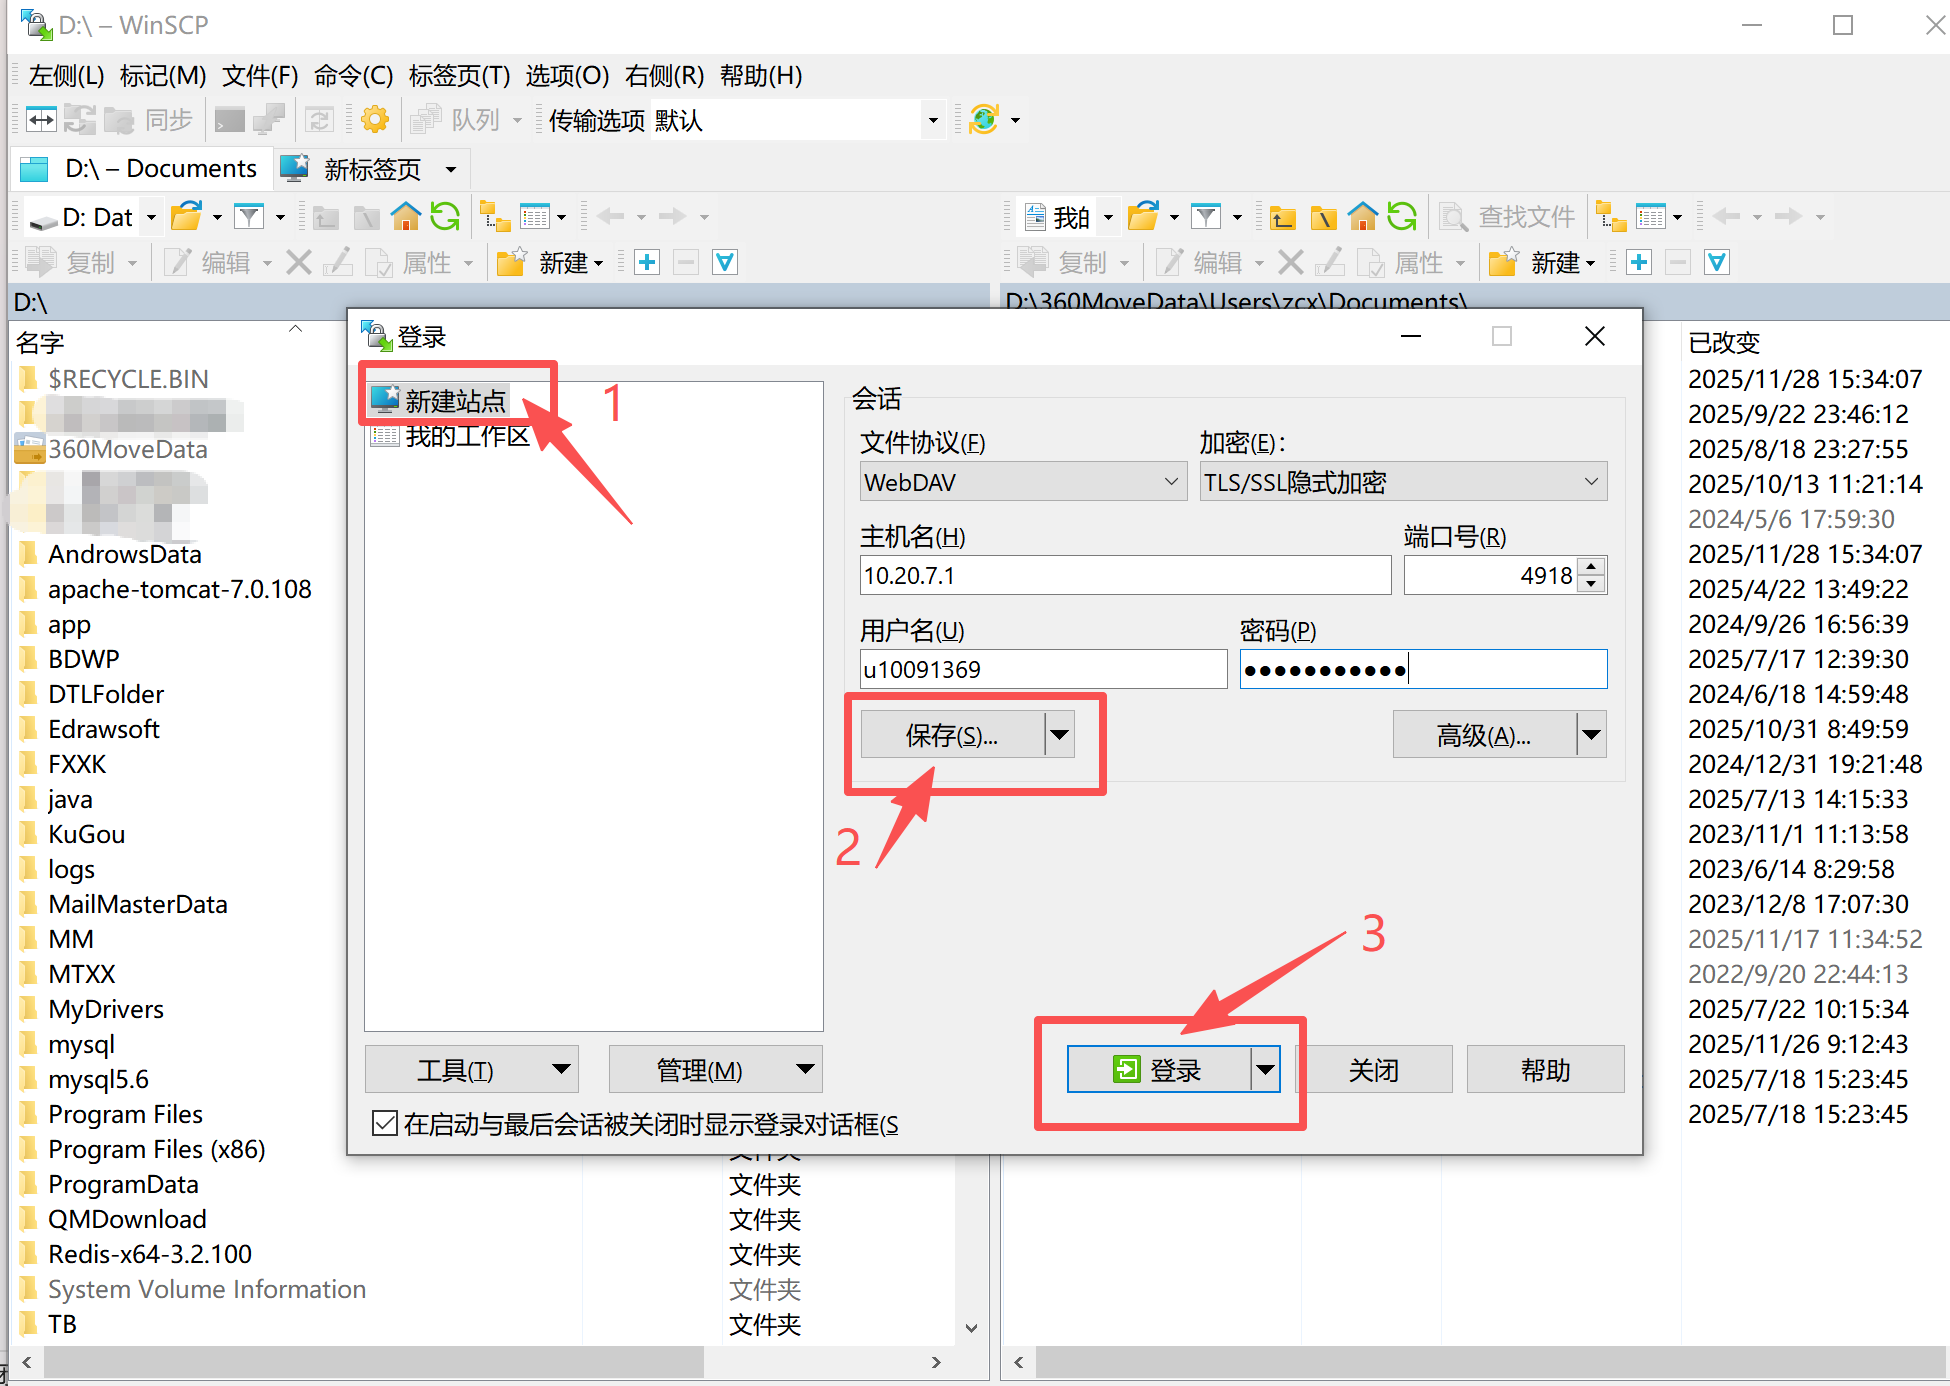 D:\ – WinSCP
左侧(L) 标记(M) 文件(F) 命令(C) 标签页(T) 选项(O) 右侧(R) 帮助(H)
同步 队列 传输选项 默认
D:\ – Documents 新标签页
D: Dat 我的 查找文件
复制 编辑 属性 新建 复制 编辑 属性 新建
D:\ D:\360MoveData\Users\zcx\Documents\
名字 已改变
登录
新建站点
我的工作区
1
会话
文件协议(F) 加密(E):
WebDAV TLS/SSL隐式加密
主机名(H) 端口号(R)
10.20.7.1 4918
用户名(U) 密码(P)
u10091369 ●●●●●●●●●●●
保存(S)... 高级(A)...
2
3
工具(T) 管理(M) 登录 关闭 帮助
在启动与最后会话被关闭时显示登录对话框(S
$RECYCLE.BIN
360MoveData
AndrowsData
apache-tomcat-7.0.108
app
BDWP
DTLFolder
Edrawsoft
FXXK
java
KuGou
logs
MailMasterData
MM
MTXX
MyDrivers
mysql
mysql5.6
Program Files
Program Files (x86)
ProgramData 文件夹
QMDownload 文件夹
Redis-x64-3.2.100 文件夹
System Volume Information 文件夹
TB 文件夹
2025/11/28 15:34:07
2025/9/22 23:46:12
2025/8/18 23:27:55
2025/10/13 11:21:14
2024/5/6 17:59:30
2025/11/28 15:34:07
2025/4/22 13:49:22
2024/9/26 16:56:39
2025/7/17 12:39:30
2024/6/18 14:59:48
2025/10/31 8:49:59
2024/12/31 19:21:48
2025/7/13 14:15:33
2023/11/1 11:13:58
2023/6/14 8:29:58
2023/12/8 17:07:30
2025/11/17 11:34:52
2022/9/20 22:44:13
2025/7/22 10:15:34
2025/11/26 9:12:43
2025/7/18 15:23:45
2025/7/18 15:23:45